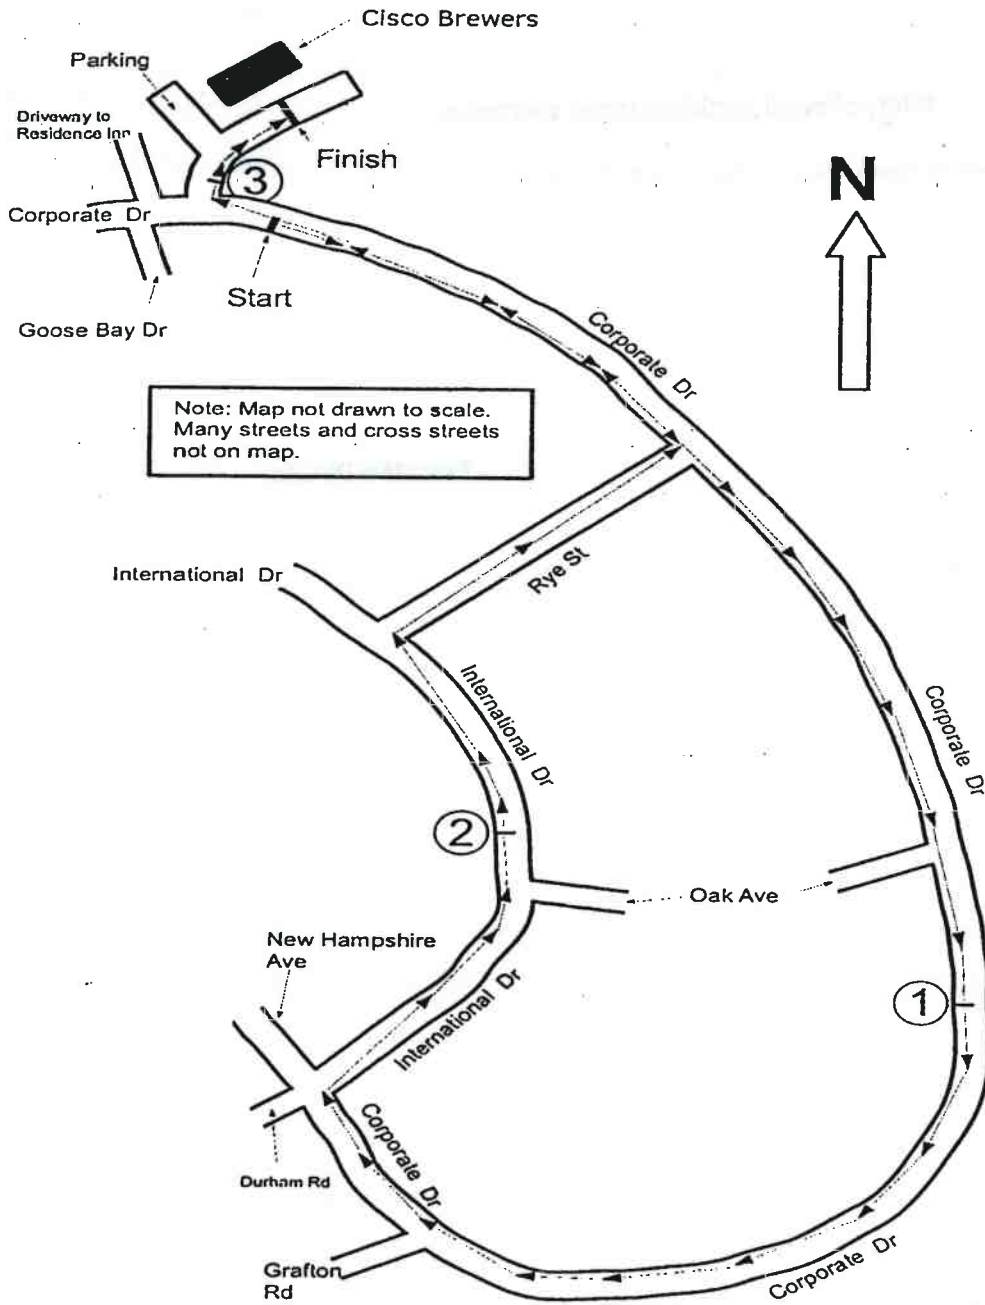 Cisco Brewers
Parking
Driveway to
Residence Inn
Finish
3
N
Corporate Dr
Start
Goose Bay Dr
Corporate Dr
Note: Map not drawn to scale.
Many streets and cross streets
not on map.
Rye St
International Dr
International Dr
Corporate Dr
2
Oak Ave
New Hampshire
Ave
International Dr
1
Corporate Dr
Durham Rd
Corporate Dr
Grafton
Rd